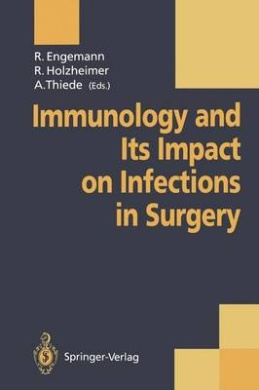 R. Engemann
R. Holzheimer
A. Thiede (Eds.)
Immunology and
Its Impact
on Infections
in Surgery
Springer-Verlag